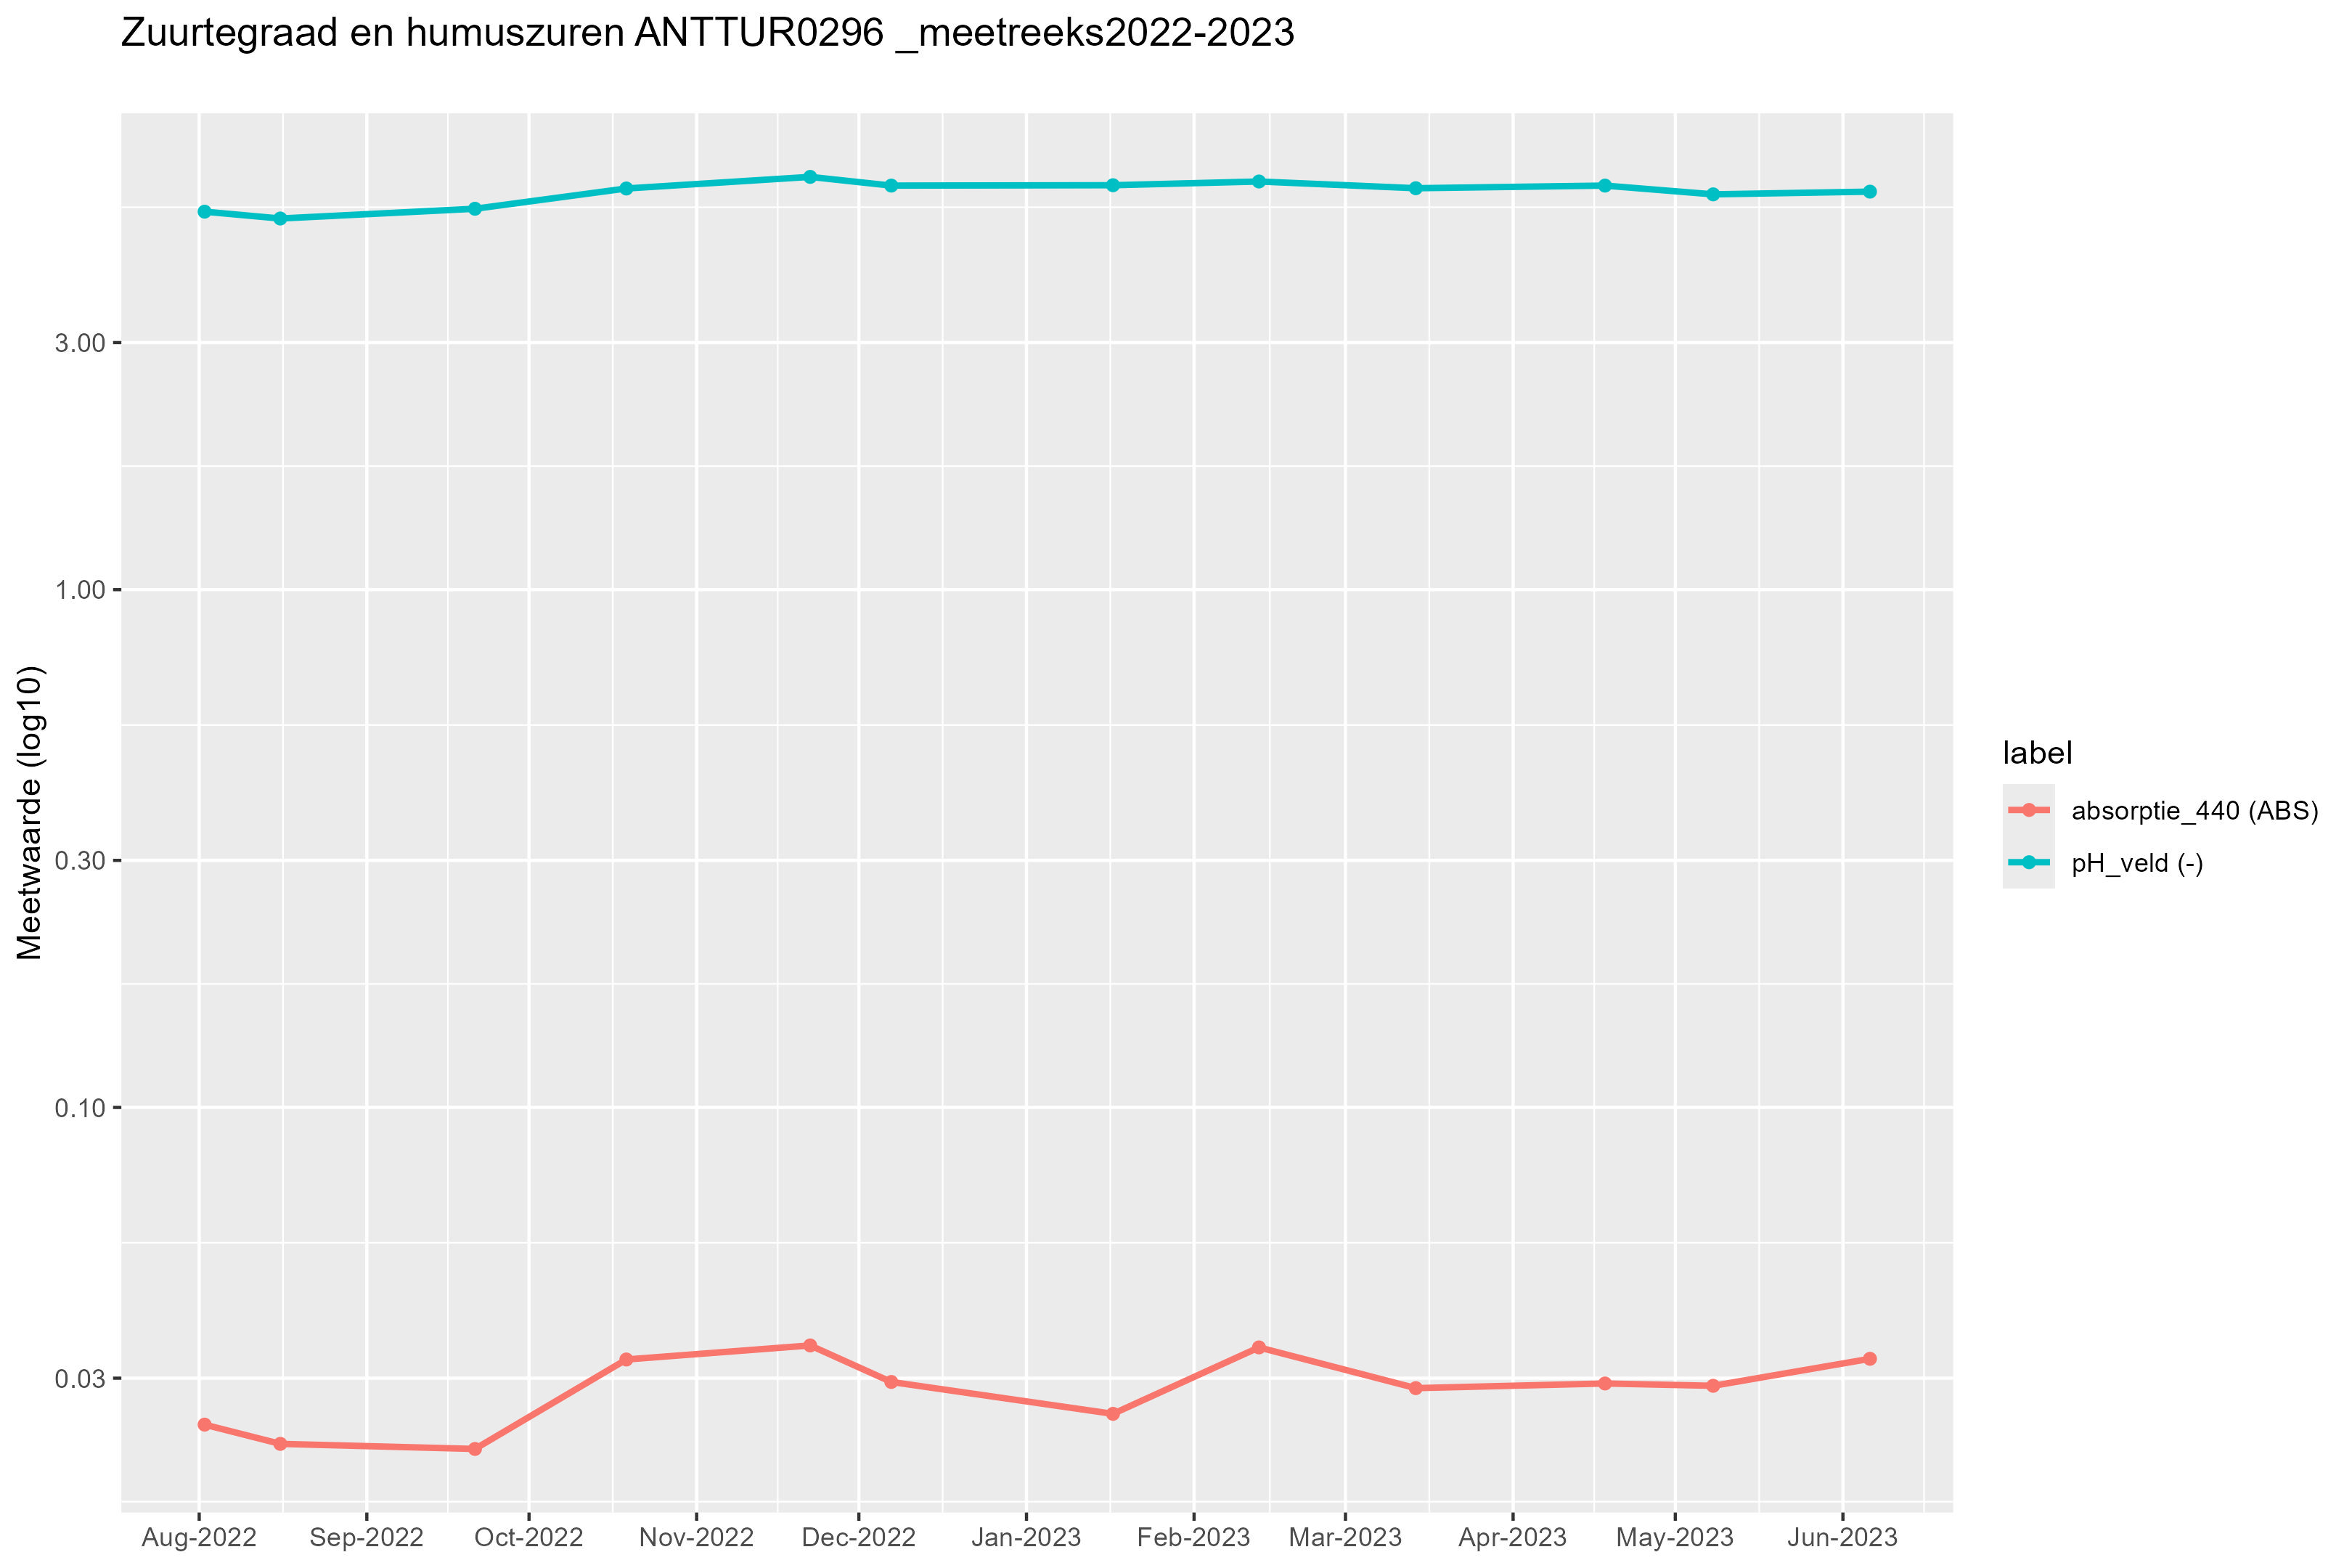 Zuurtegraad en humuszuren ANTTUR0296 _meetreeks2022-2023
Meetwaarde (log10)
3.00
1.00
0.30
0.10
0.03
Aug-2022 Sep-2022 Oct-2022 Nov-2022 Dec-2022 Jan-2023 Feb-2023 Mar-2023 Apr-2023 May-2023 Jun-2023
label
absorptie_440 (ABS)
pH_veld (-)